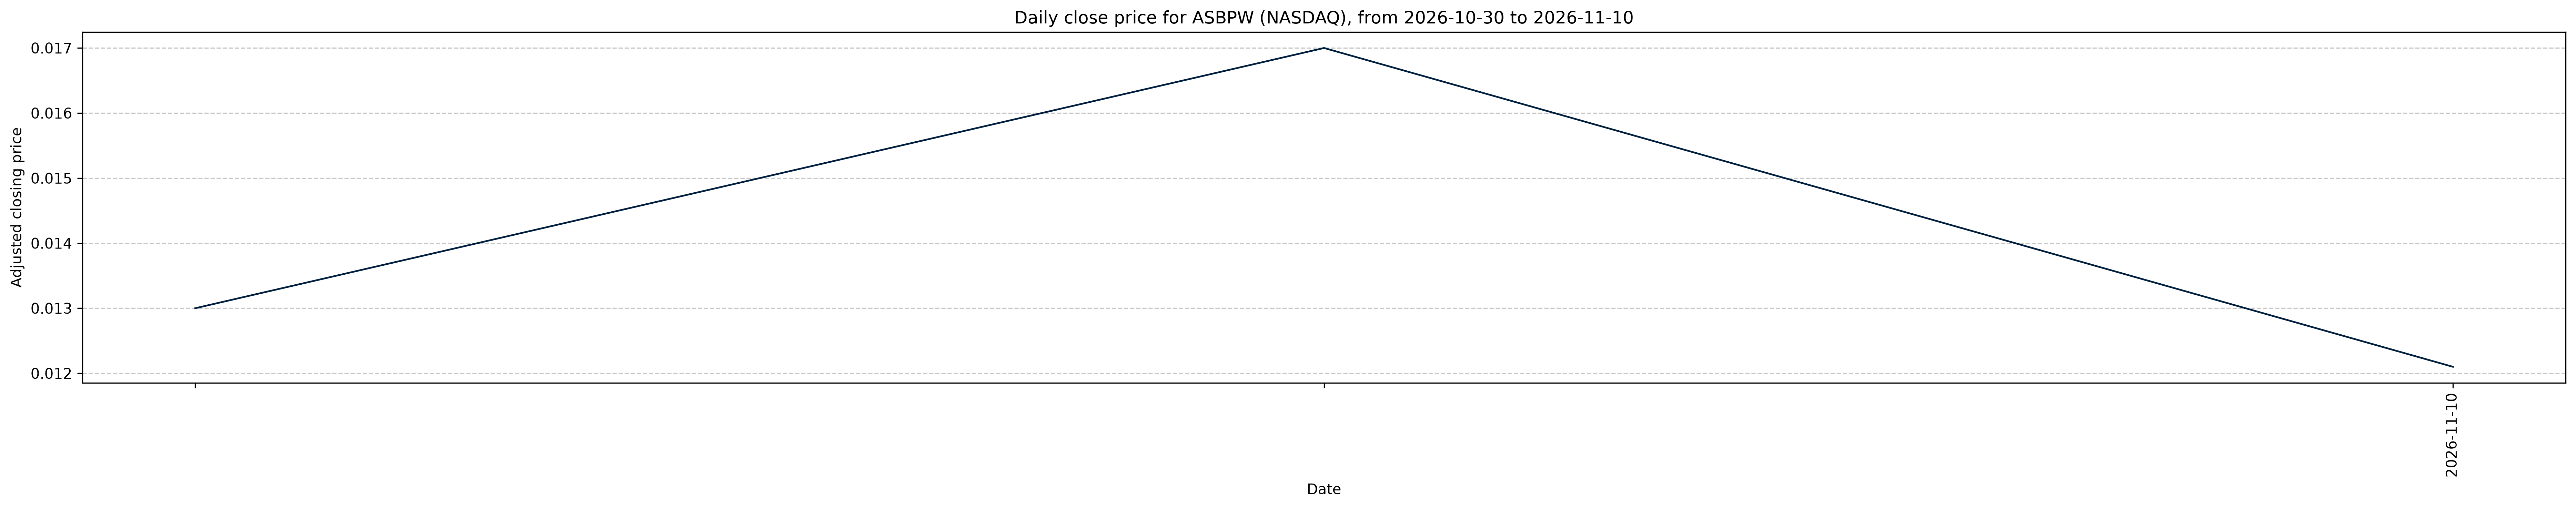 Daily close price for ASBPW (NASDAQ), from 2026-10-30 to 2026-11-10
0.017
0.016
0.015
0.014
0.013
0.012
Adjusted closing price
2026-11-10
Date